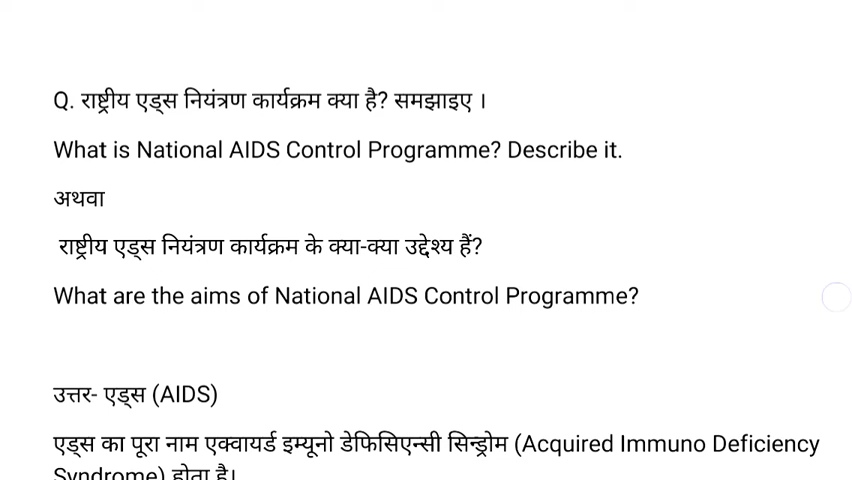 Q. राष्ट्रीय एड्स नियंत्रण कार्यक्रम क्या है? समझाइए ।
What is National AIDS Control Programme? Describe it.
अथवा
राष्ट्रीय एड्स नियंत्रण कार्यक्रम के क्या-क्या उद्देश्य हैं?
What are the aims of National AIDS Control Programme?
उत्तर- एड्स (AIDS)
एड्स का पूरा नाम एक्वायर्ड इम्यूनो डेफिसिएन्सी सिन्ड्रोम (Acquired Immuno Deficiency
Syndrome) होता है।